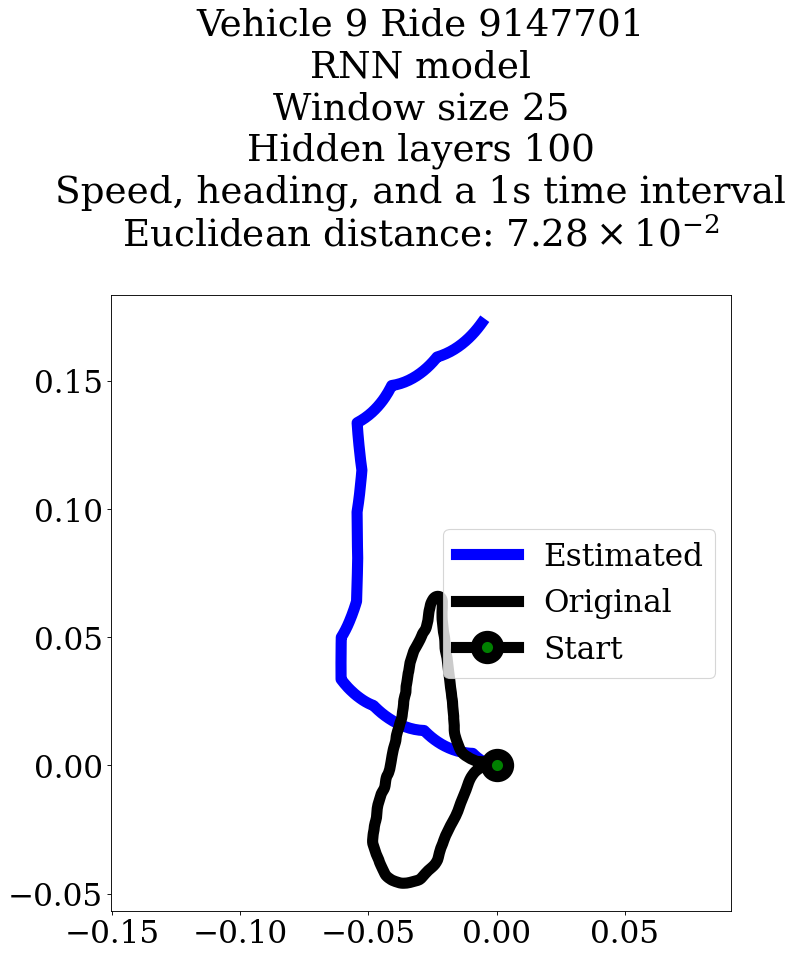 Vehicle 9 Ride 9147701
RNN model
Window size 25
Hidden layers 100
Speed, heading, and a 1s time interval
Euclidean distance: 7.28 × 10⁻²
0.15
0.10
0.05
0.00
−0.05
Estimated
Original
Start
−0.15 −0.10 −0.05 0.00 0.05